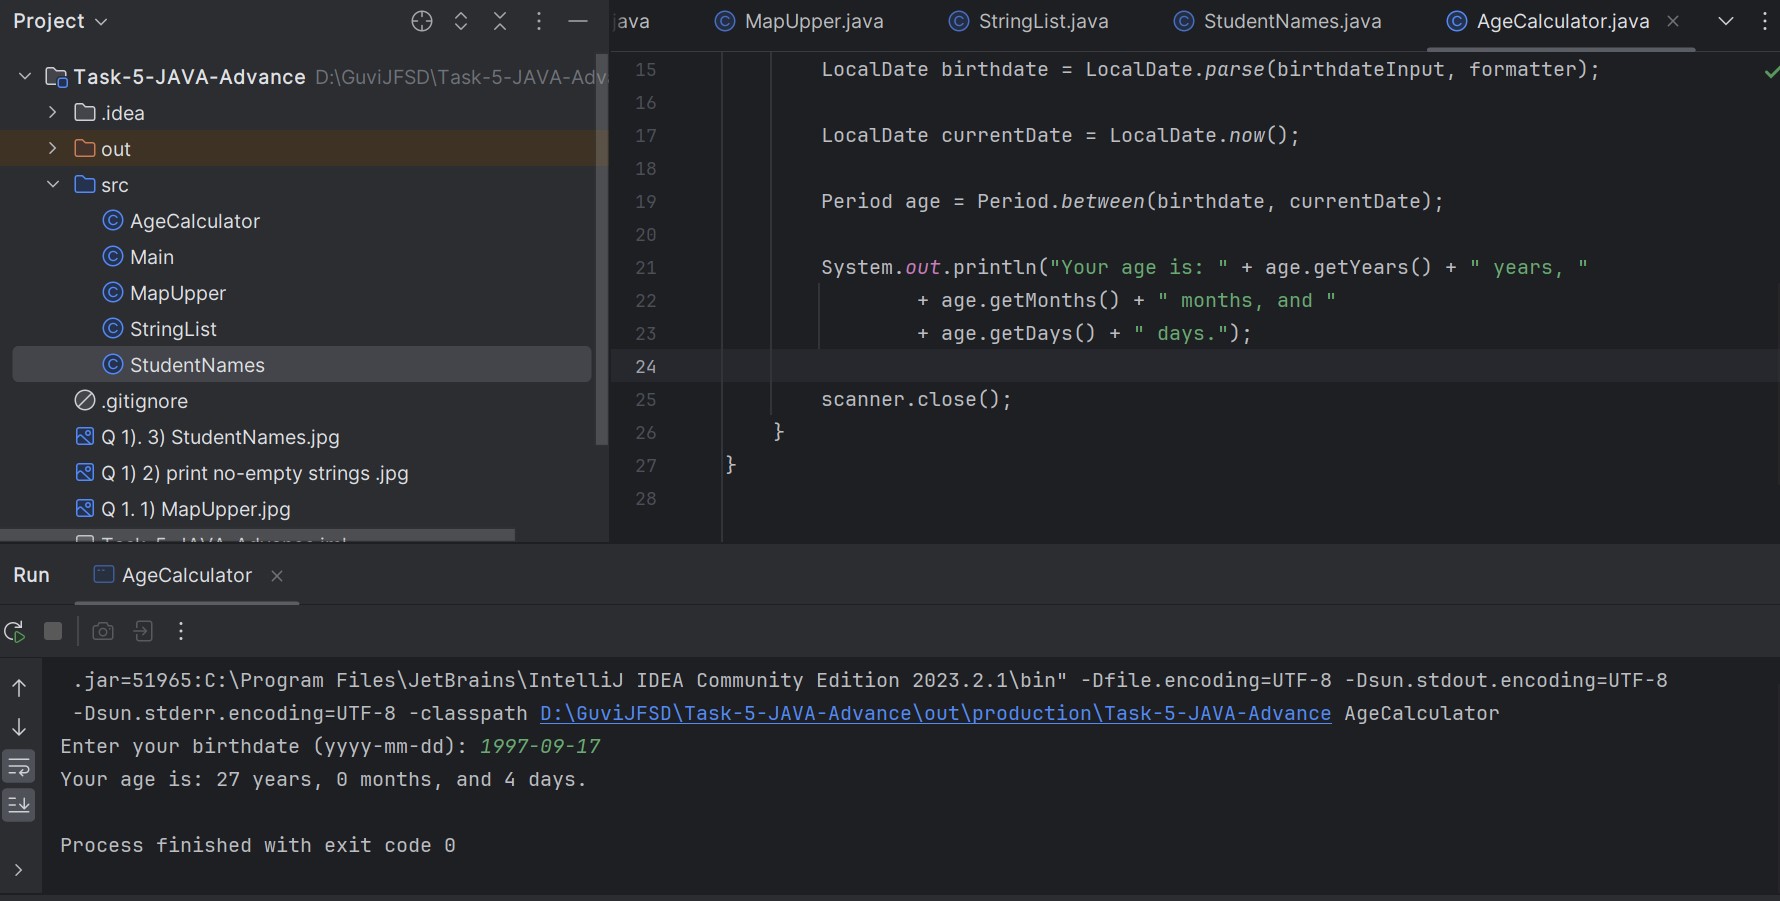 Project
Task-5-JAVA-Advance D:\GuviJFSD\Task-5-JAVA-Adv
.idea
out
src
AgeCalculator
Main
MapUpper
StringList
StudentNames
.gitignore
Q 1). 3) StudentNames.jpg
Q 1) 2) print no-empty strings .jpg
Q 1. 1) MapUpper.jpg
Task-5-JAVA-Advance.iml
java MapUpper.java StringList.java StudentNames.java AgeCalculator.java
15 LocalDate birthdate = LocalDate.parse(birthdateInput, formatter);
16
17 LocalDate currentDate = LocalDate.now();
18
19 Period age = Period.between(birthdate, currentDate);
20
21 System.out.println("Your age is: " + age.getYears() + " years, "
22 + age.getMonths() + " months, and "
23 + age.getDays() + " days.");
24
25 scanner.close();
26 }
27 }
28
Run AgeCalculator
.jar=51965:C:\Program Files\JetBrains\IntelliJ IDEA Community Edition 2023.2.1\bin" -Dfile.encoding=UTF-8 -Dsun.stdout.encoding=UTF-8
-Dsun.stderr.encoding=UTF-8 -classpath D:\GuviJFSD\Task-5-JAVA-Advance\out\production\Task-5-JAVA-Advance AgeCalculator
Enter your birthdate (yyyy-mm-dd): 1997-09-17
Your age is: 27 years, 0 months, and 4 days.
Process finished with exit code 0